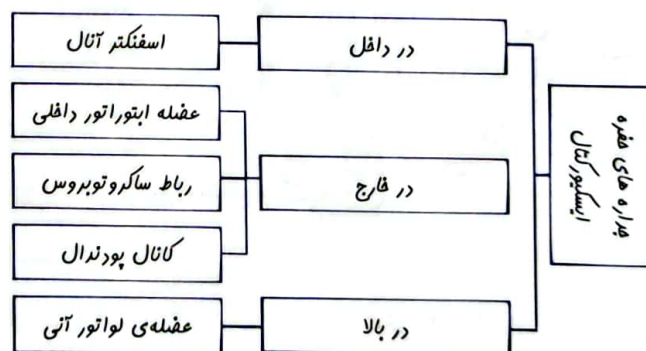 جداره های حفره
ایسکیورکتال
در داخل
اسفنکتر آنال
در خارج
عضله ابتوراتور داخلی
رباط ساکروتوبروس
کانال پودندال
در بالا
عضله‌ی لواتور آنی